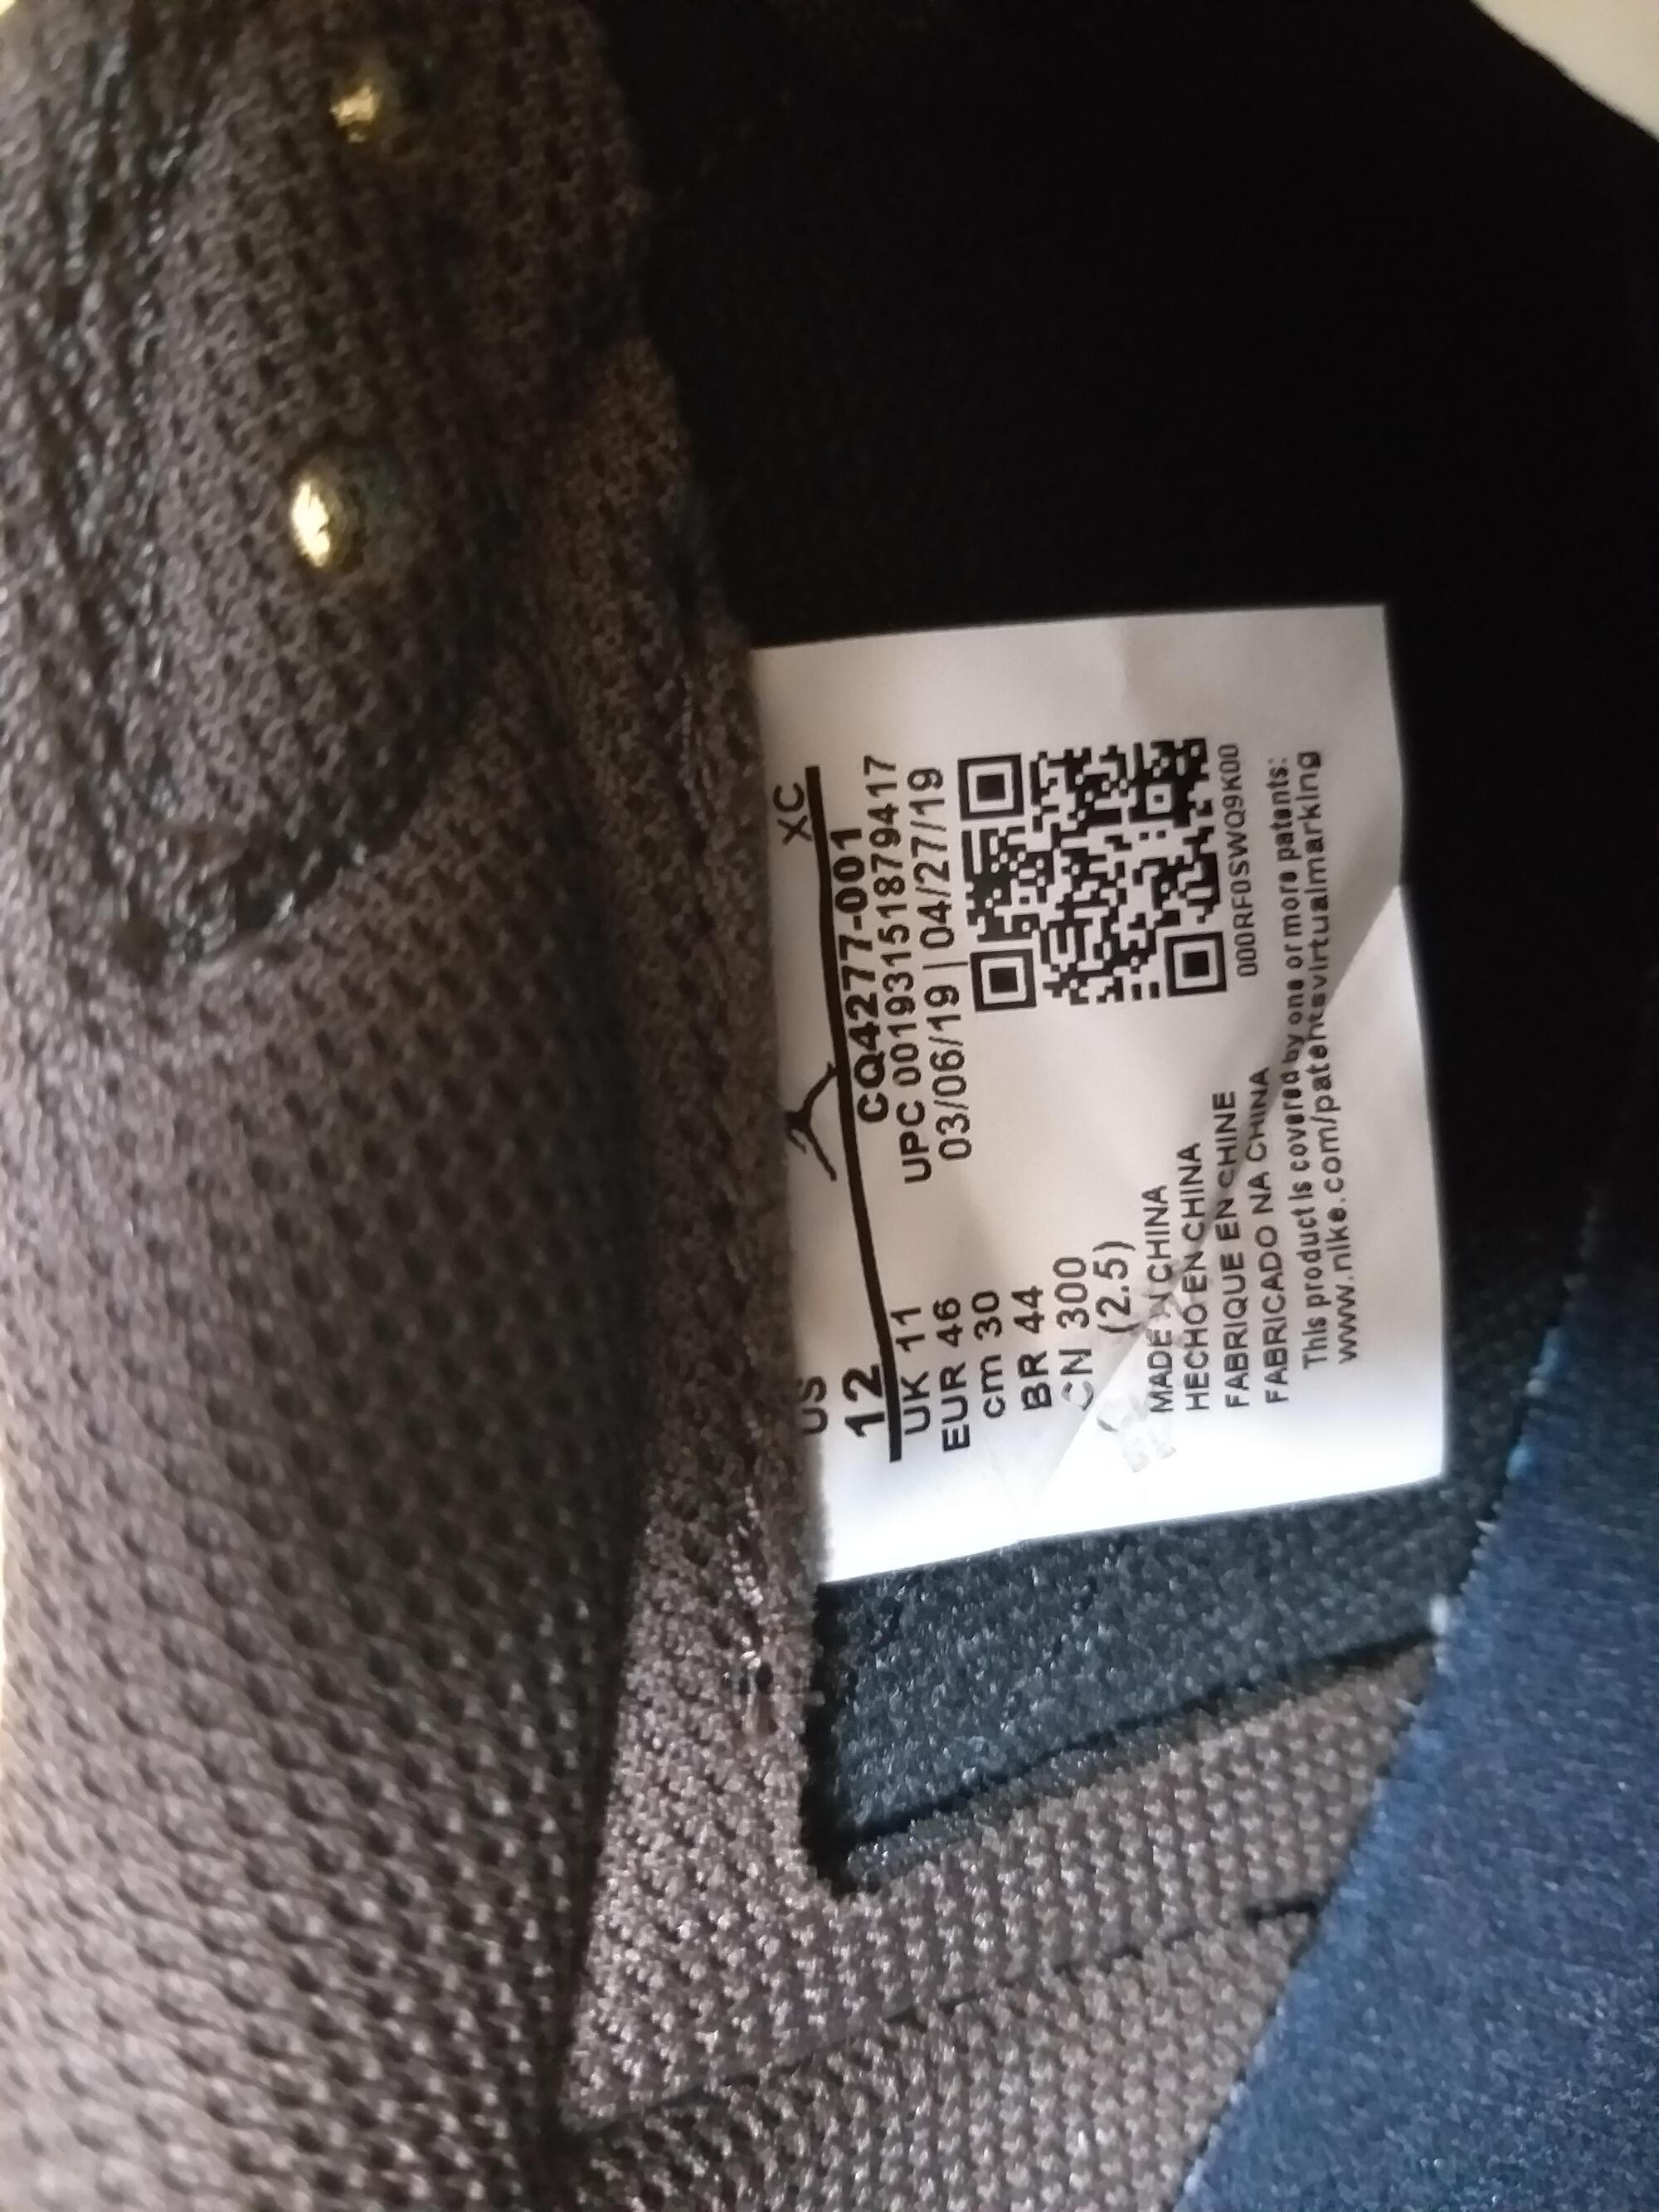 US
XC
12
UK 11
EUR 46
cm 30
BR 44
CN 300
(2.5)
CQ4277-001
UPC 00193151879417
03/06/19 | 04/27/19
000RF0SWQ9K00
MADE IN CHINA
HECHO EN CHINA
FABRIQUE EN CHINE
FABRICADO NA CHINA
This product is covered by one or more patents:
www.nike.com/patentsvirtualmarking